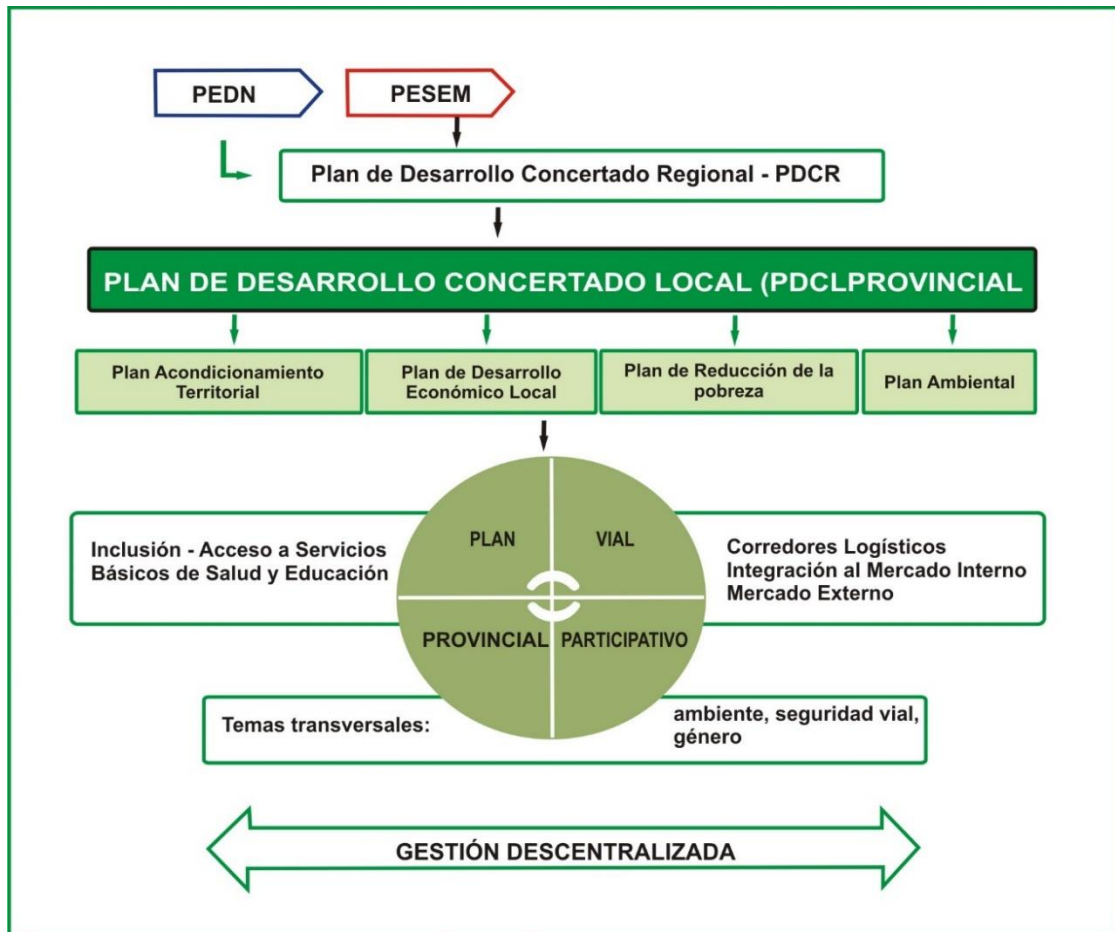 PEDN
PESEM
Plan de Desarrollo Concertado Regional - PDCR
PLAN DE DESARROLLO CONCERTADO LOCAL (PDCLPROVINCIAL
Plan Acondicionamiento
Territorial
Plan de Desarrollo
Económico Local
Plan de Reducción de la
pobreza
Plan Ambiental
PLAN
VIAL
PROVINCIAL
PARTICIPATIVO
Inclusión - Acceso a Servicios
Básicos de Salud y Educación
Corredores Logísticos
Integración al Mercado Interno
Mercado Externo
Temas transversales:
ambiente, seguridad vial,
género
GESTIÓN DESCENTRALIZADA